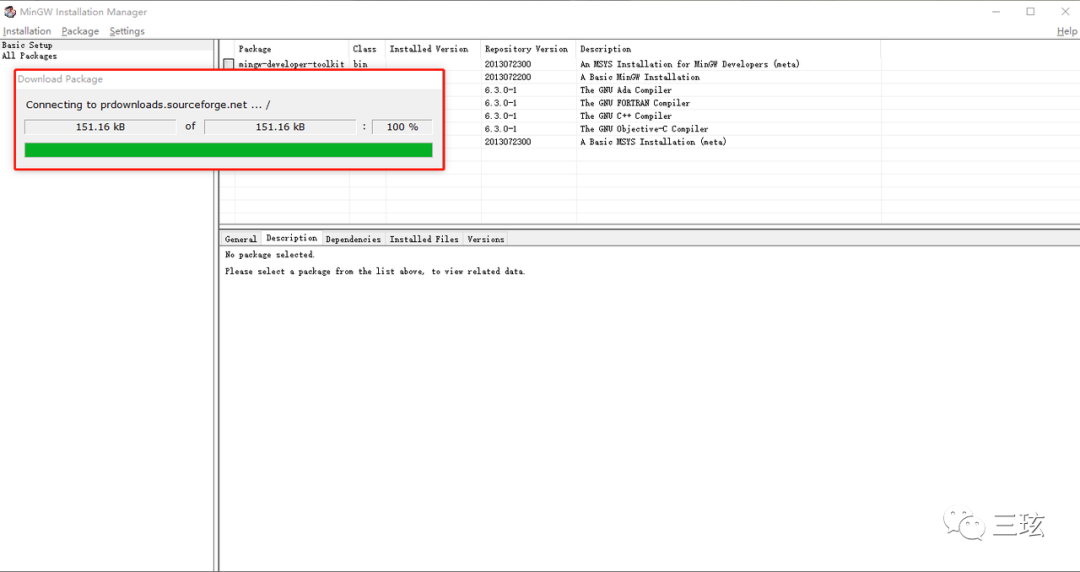 MinGW Installation Manager
Installation Package Settings Help
Basic Setup
All Packages
Package Class Installed Version Repository Version Description
mingw-developer-toolkit bin 2013072300 An MSYS Installation for MinGW Developers (meta)
2013072200 A Basic MinGW Installation
6.3.0-1 The GNU Ada Compiler
6.3.0-1 The GNU FORTRAN Compiler
6.3.0-1 The GNU C++ Compiler
6.3.0-1 The GNU Objective-C Compiler
2013072300 A Basic MSYS Installation (meta)
Download Package
Connecting to prdownloads.sourceforge.net ... /
151.16 kB of 151.16 kB : 100 %
General Description Dependencies Installed Files Versions
No package selected.
Please select a package from the list above, to view related data.
三玹